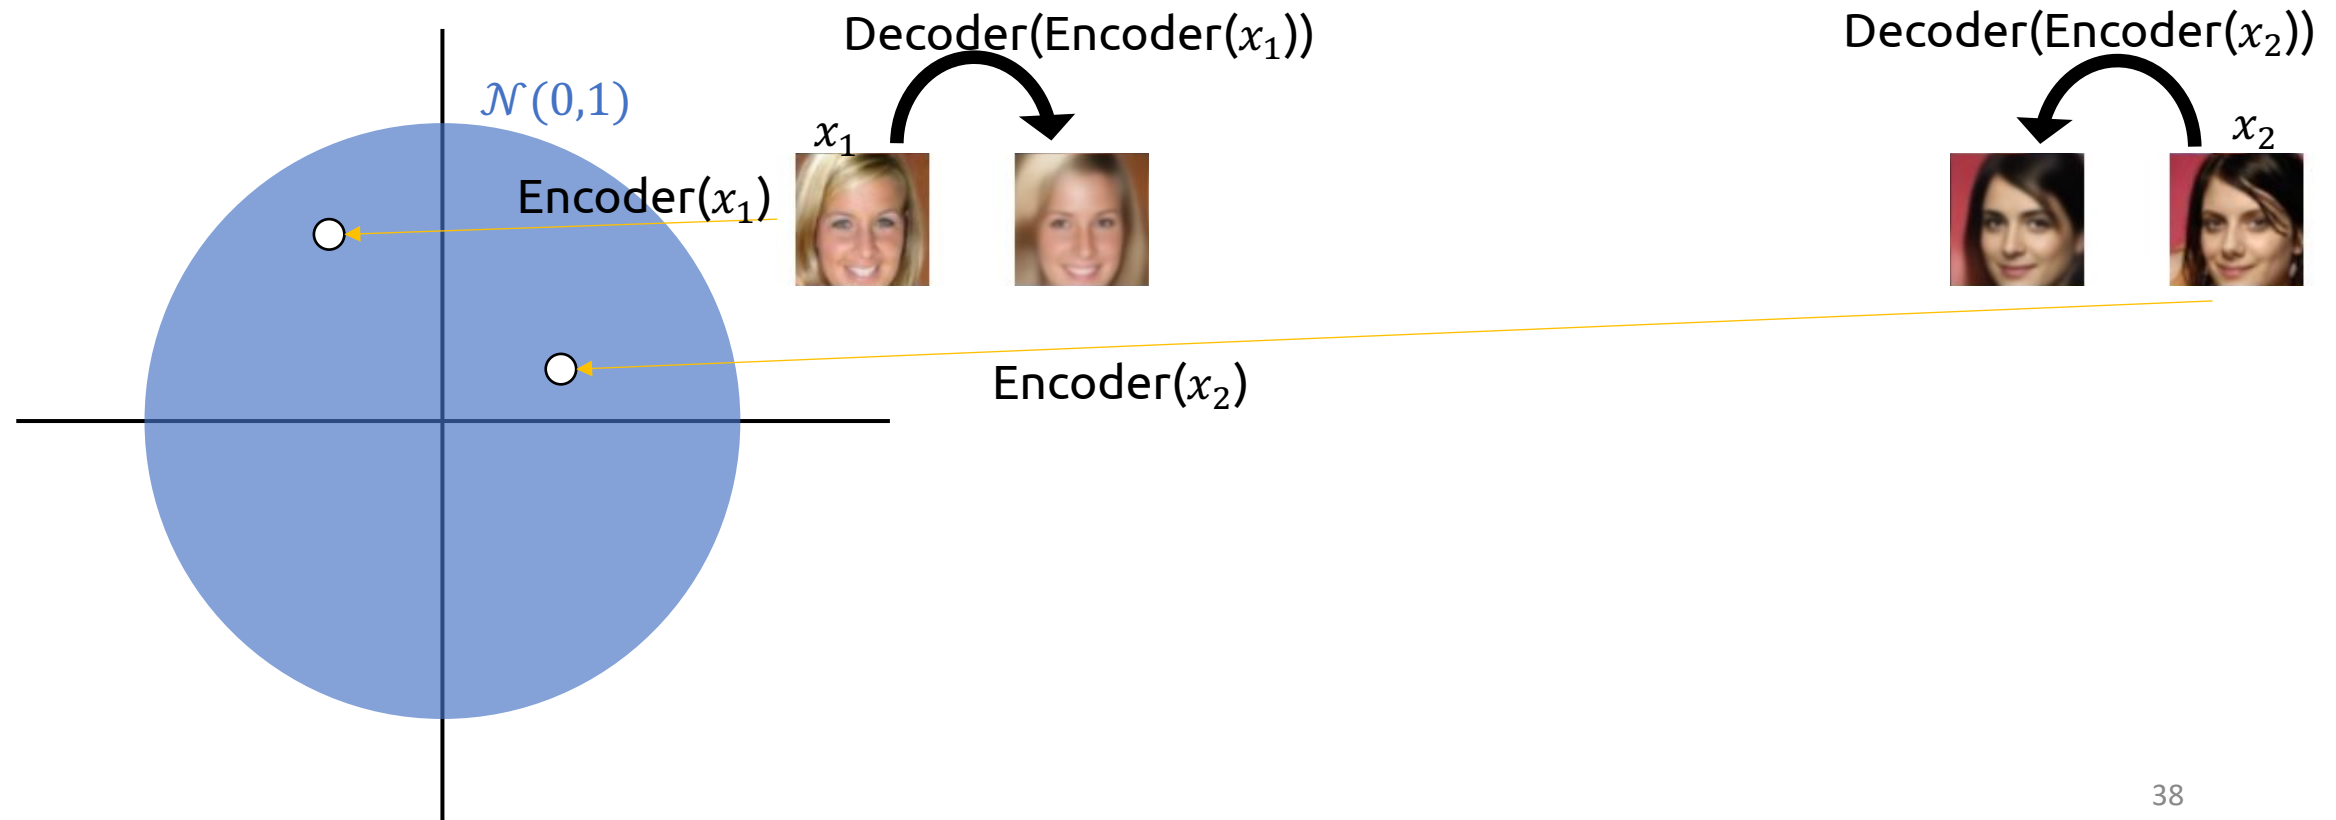 Decoder(Encoder(𝑥₁))
Decoder(Encoder(𝑥₂))
𝒩(0,1)
𝑥₁
𝑥₂
Encoder(𝑥₁)
Encoder(𝑥₂)
38